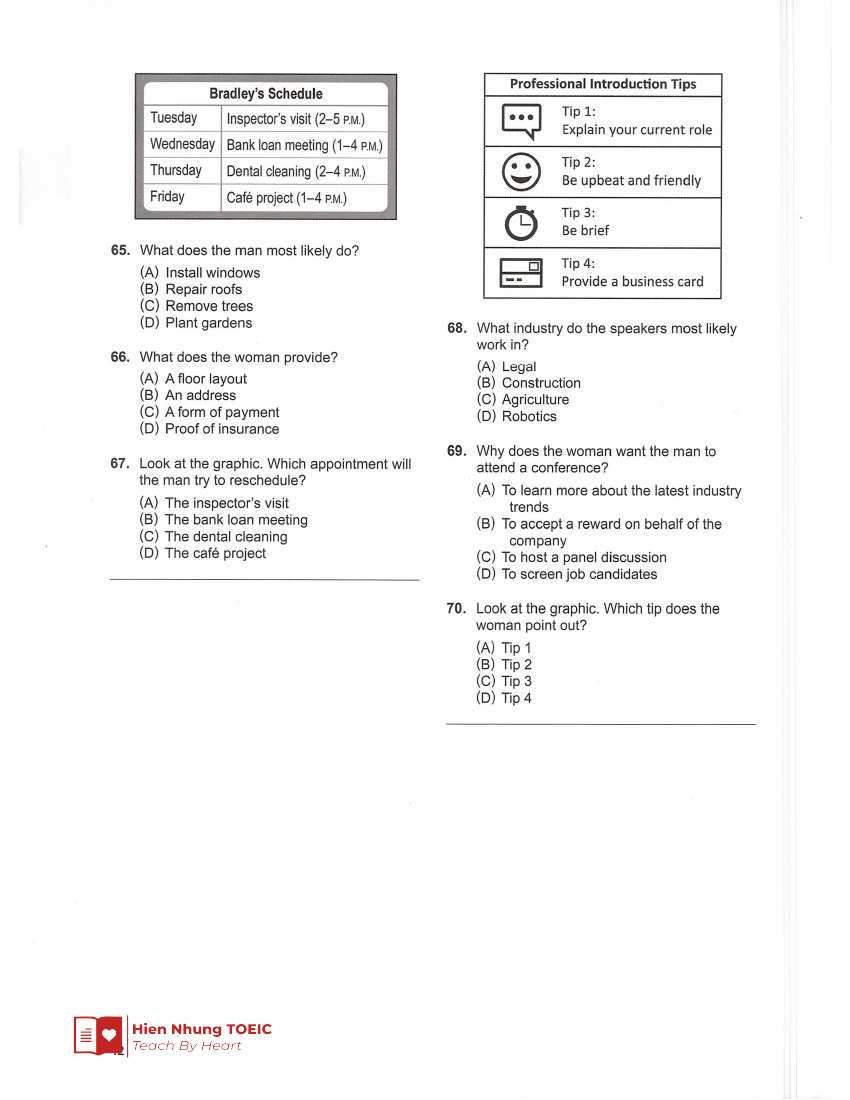 Bradley's Schedule
Tuesday Inspector's visit (2–5 P.M.)
Wednesday Bank loan meeting (1–4 P.M.)
Thursday Dental cleaning (2–4 P.M.)
Friday Café project (1–4 P.M.)
65. What does the man most likely do?
(A) Install windows
(B) Repair roofs
(C) Remove trees
(D) Plant gardens
66. What does the woman provide?
(A) A floor layout
(B) An address
(C) A form of payment
(D) Proof of insurance
67. Look at the graphic. Which appointment will
the man try to reschedule?
(A) The inspector's visit
(B) The bank loan meeting
(C) The dental cleaning
(D) The café project
Professional Introduction Tips
Tip 1:
Explain your current role
Tip 2:
Be upbeat and friendly
Tip 3:
Be brief
Tip 4:
Provide a business card
68. What industry do the speakers most likely
work in?
(A) Legal
(B) Construction
(C) Agriculture
(D) Robotics
69. Why does the woman want the man to
attend a conference?
(A) To learn more about the latest industry
trends
(B) To accept a reward on behalf of the
company
(C) To host a panel discussion
(D) To screen job candidates
70. Look at the graphic. Which tip does the
woman point out?
(A) Tip 1
(B) Tip 2
(C) Tip 3
(D) Tip 4
Hien Nhung TOEIC
Teach By Heart